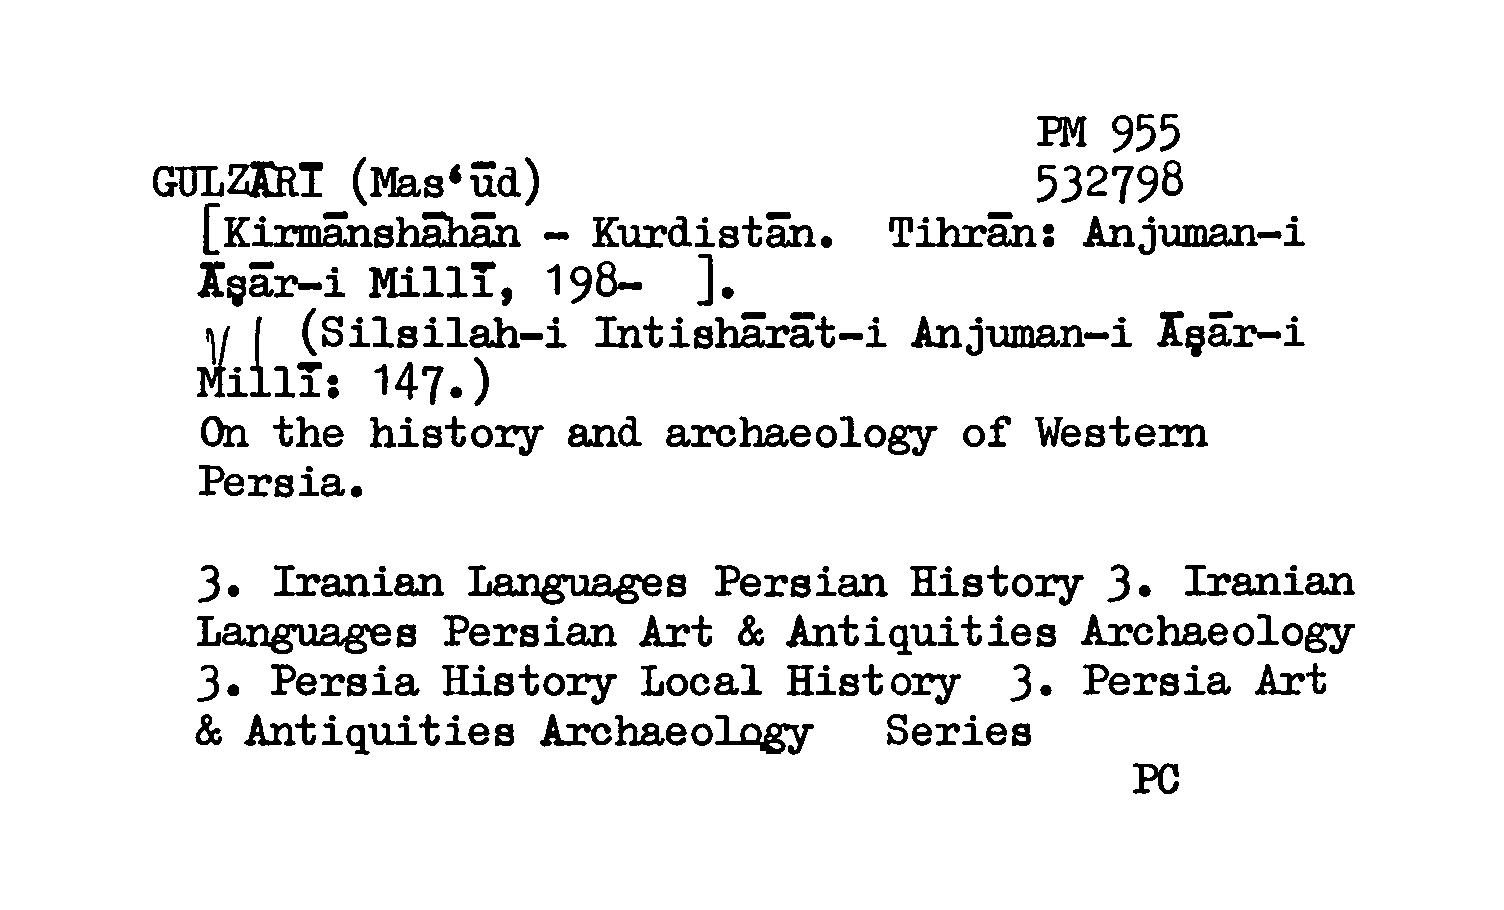 PM 955
GULZĀRĪ (Mas‘ūd) 532798
[Kirmānshāhān - Kurdistān. Tihrān: Anjuman-i
Āṣār-i Millī, 198- ].
v | (Silsilah-i Intishārāt-i Anjuman-i Āṣār-i
Millī: 147.)
On the history and archaeology of Western
Persia.
3. Iranian Languages Persian History 3. Iranian
Languages Persian Art & Antiquities Archaeology
3. Persia History Local History 3. Persia Art
& Antiquities Archaeology Series
PC